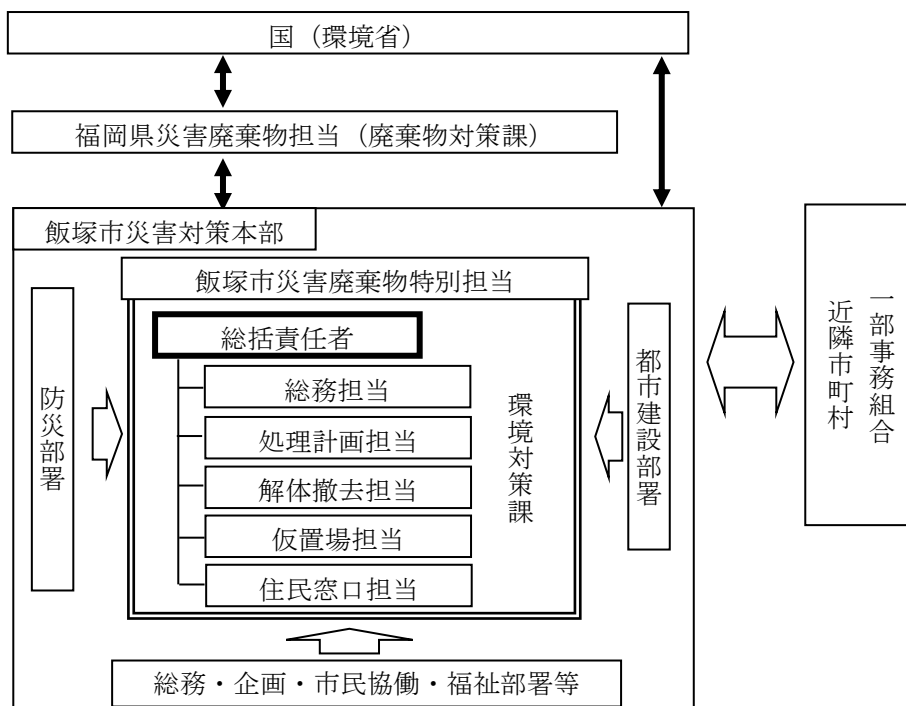 国（環境省）
福岡県災害廃棄物担当（廃棄物対策課）
飯塚市災害対策本部
飯塚市災害廃棄物特別担当
総括責任者
総務担当
処理計画担当
解体撤去担当
仮置場担当
住民窓口担当
環境対策課
防災部署
都市建設部署
総務・企画・市民協働・福祉部署等
一部事務組合
近隣市町村